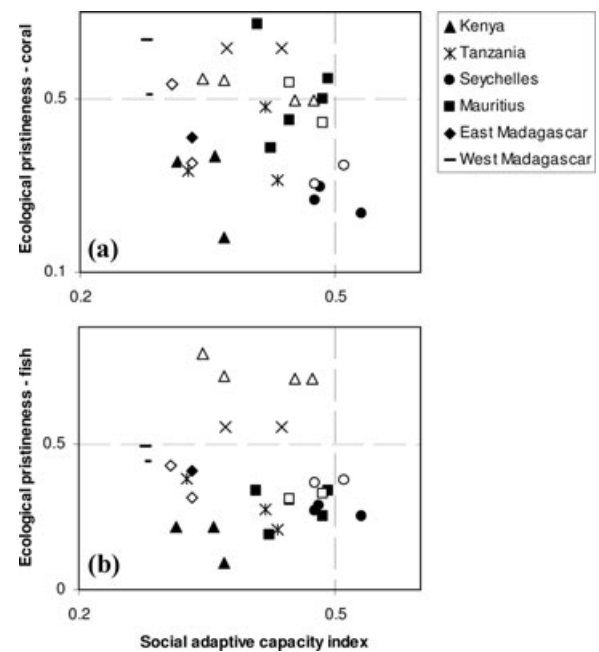 Ecological pristineness - coral
0.5
0.1
(a)
0.2
0.5
Kenya
Tanzania
Seychelles
Mauritius
East Madagascar
West Madagascar
Ecological pristineness - fish
0.5
0
(b)
0.2
0.5
Social adaptive capacity index